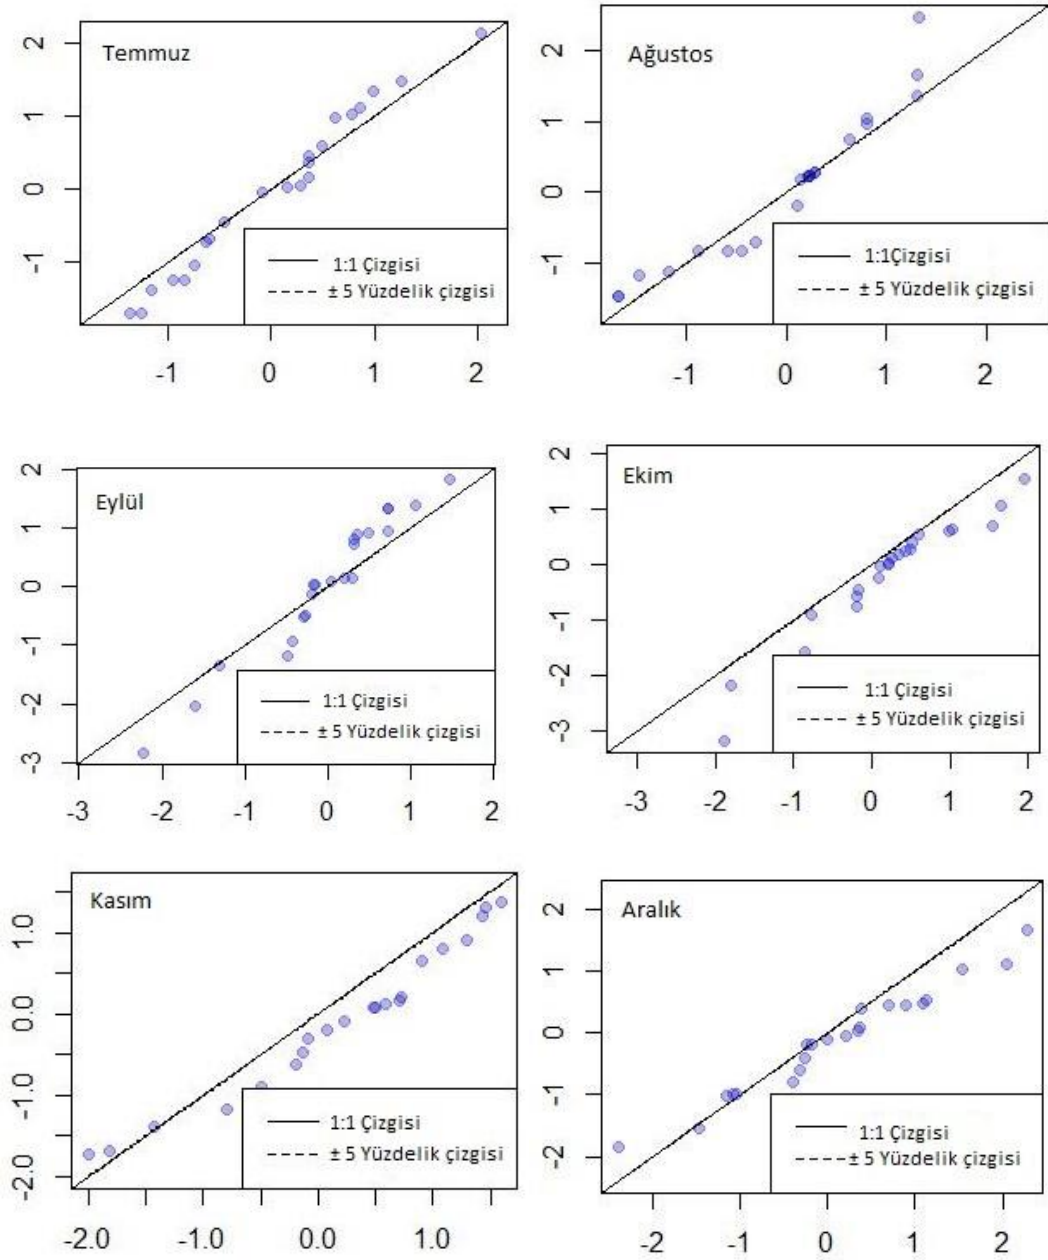 Temmuz
2
1
0
-1
1:1 Çizgisi
± 5 Yüzdelik çizgisi
-1 0 1 2
Ağustos
2
1
0
-1
1:1Çizgisi
± 5 Yüzdelik çizgisi
-1 0 1 2
Eylül
2
1
0
-1
-2
-3
1:1 Çizgisi
± 5 Yüzdelik çizgisi
-3 -2 -1 0 1 2
Ekim
2
1
0
-1
-2
-3
1:1 Çizgisi
± 5 Yüzdelik çizgisi
-3 -2 -1 0 1 2
Kasım
1.0
0.0
-1.0
-2.0
1:1 Çizgisi
± 5 Yüzdelik çizgisi
-2.0 -1.0 0.0 1.0
Aralık
2
1
0
-1
-2
1:1 Çizgisi
± 5 Yüzdelik çizgisi
-2 -1 0 1 2